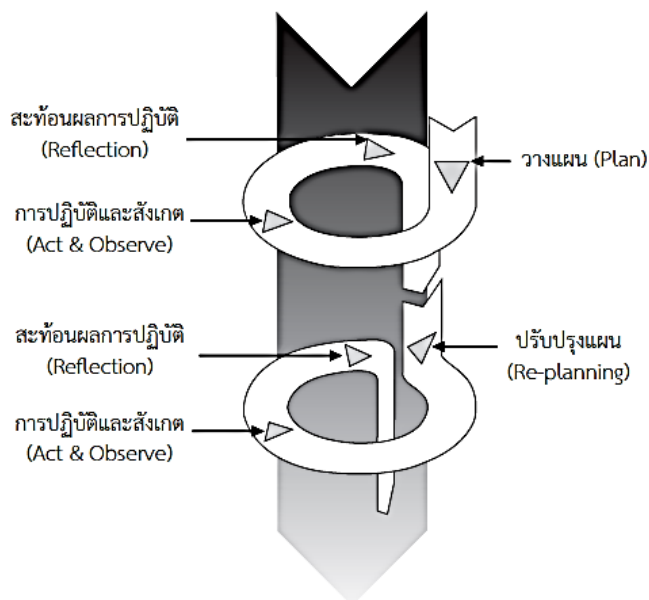 สะท้อนผลการปฏิบัติ
(Reflection)
วางแผน (Plan)
การปฏิบัติและสังเกต
(Act & Observe)
สะท้อนผลการปฏิบัติ
(Reflection)
ปรับปรุงแผน
(Re-planning)
การปฏิบัติและสังเกต
(Act & Observe)